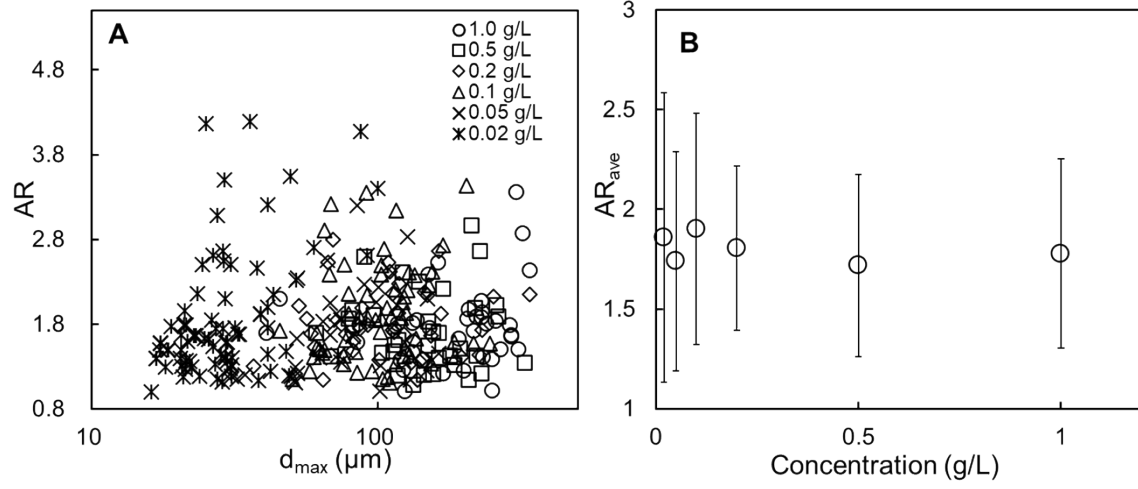 A
1.0 g/L
0.5 g/L
0.2 g/L
0.1 g/L
0.05 g/L
0.02 g/L
AR
4.8
3.8
2.8
1.8
0.8
10
100
d_max (µm)
B
AR_ave
3
2.5
2
1.5
1
0
0.5
1
Concentration (g/L)